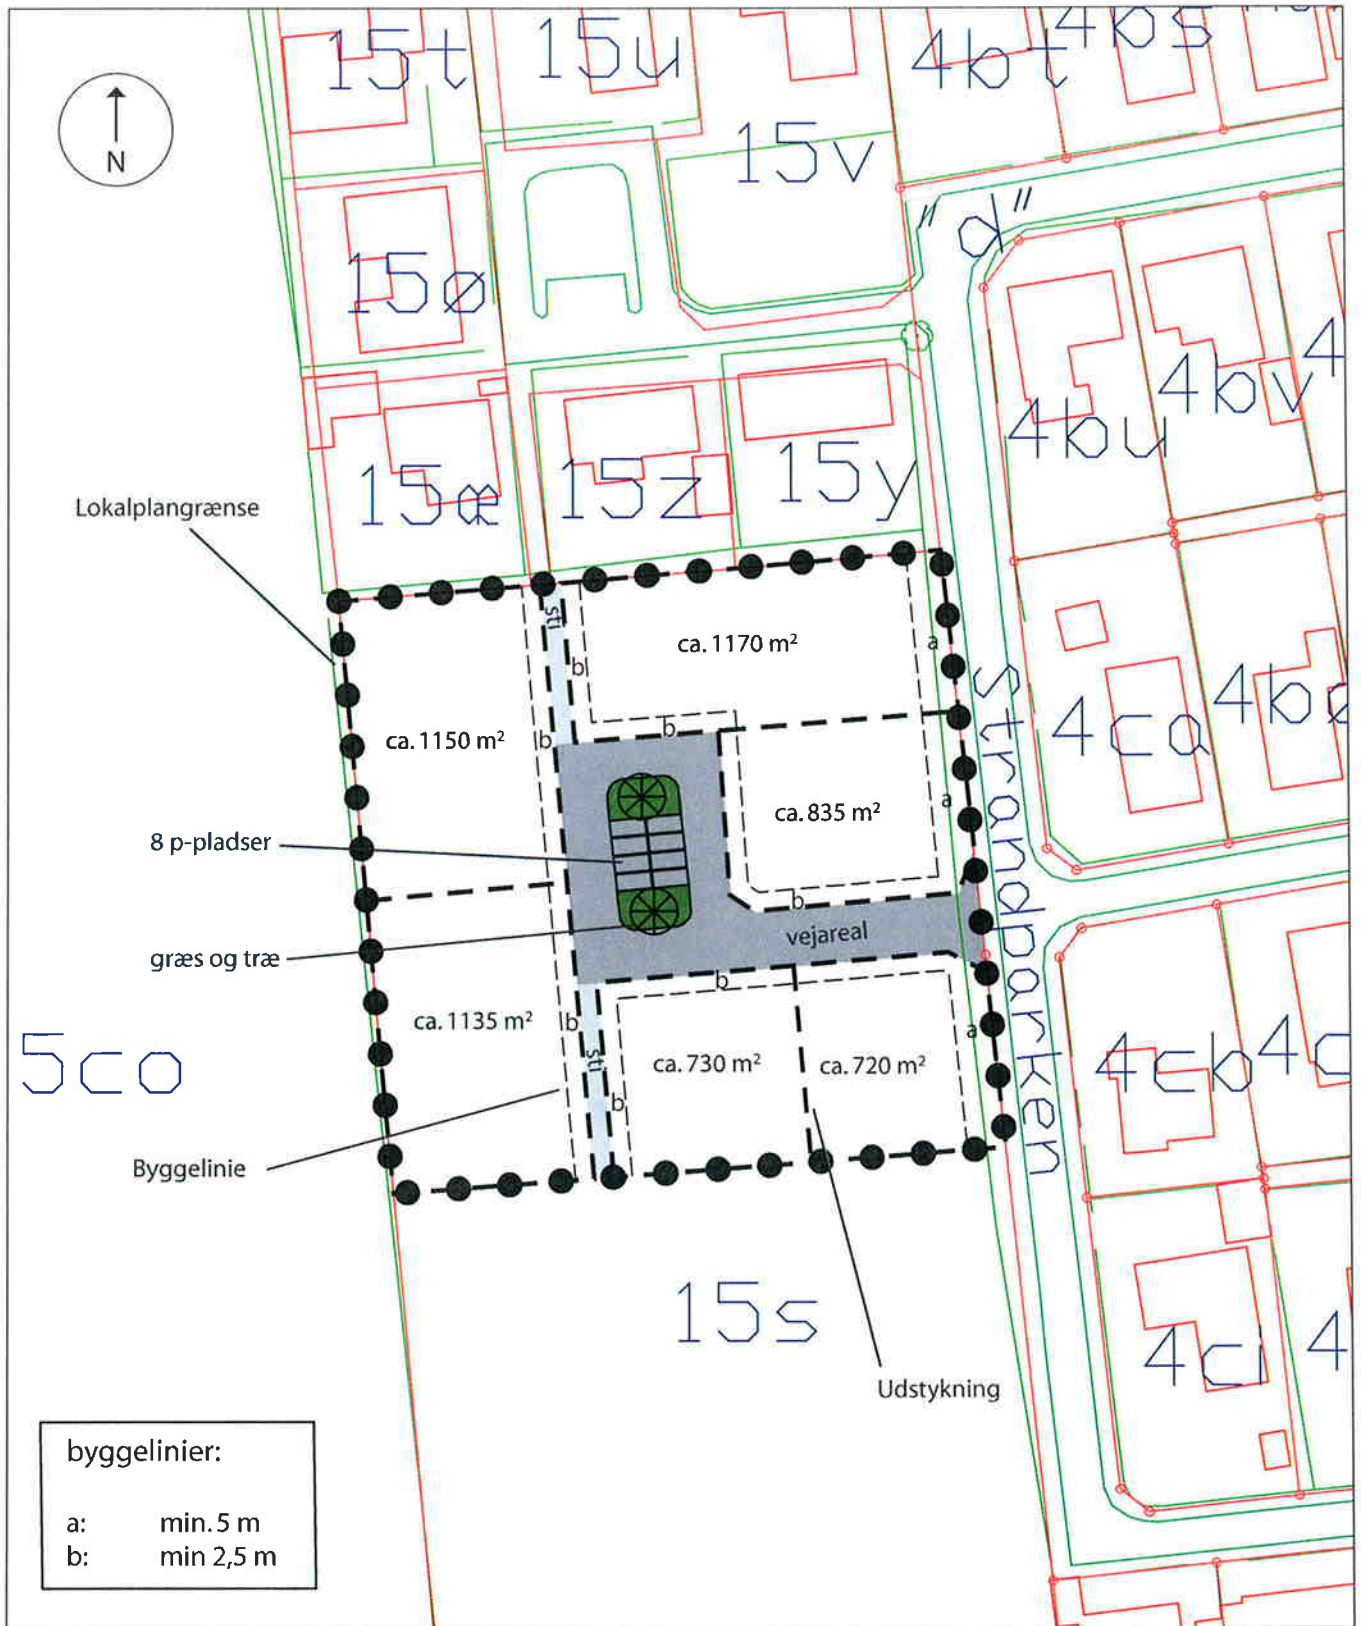 15t
15u
4bt
4bs
N
15v
"d"
15ø
4bv
4
4bu
15æ
15z
15y
Lokalplangrænse
sti
ca. 1170 m²
a
b
Strandparken
4ca
ca. 1150 m²
b
b
8 p-pladser
ca. 835 m²
a
b
græs og træ
vejareal
b
ca. 1135 m²
b
a
5co
sti
ca. 730 m²
ca. 720 m²
4cb
b
Byggelinie
15s
4ci
4
Udstykning
byggelinier:
a: min. 5 m
b: min 2,5 m